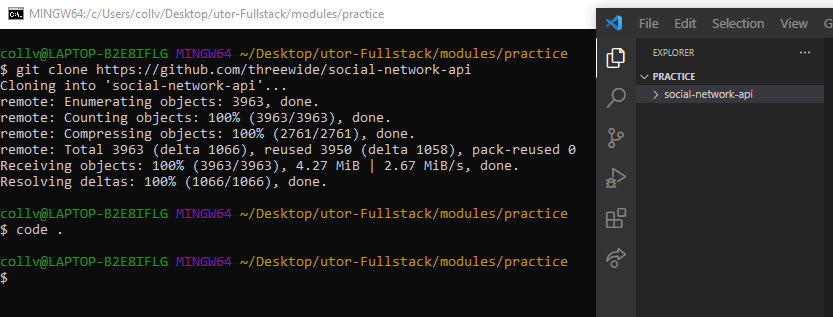 MINGW64:/c/Users/collv/Desktop/utor-Fullstack/modules/practice
collv@LAPTOP-B2E8IFLG MINGW64 ~/Desktop/utor-Fullstack/modules/practice
$ git clone https://github.com/threewide/social-network-api
Cloning into 'social-network-api'...
remote: Enumerating objects: 3963, done.
remote: Counting objects: 100% (3963/3963), done.
remote: Compressing objects: 100% (2761/2761), done.
remote: Total 3963 (delta 1066), reused 3950 (delta 1058), pack-reused 0
Receiving objects: 100% (3963/3963), 4.27 MiB | 2.67 MiB/s, done.
Resolving deltas: 100% (1066/1066), done.
collv@LAPTOP-B2E8IFLG MINGW64 ~/Desktop/utor-Fullstack/modules/practice
$ code .
collv@LAPTOP-B2E8IFLG MINGW64 ~/Desktop/utor-Fullstack/modules/practice
$
File Edit Selection View G
EXPLORER ...
PRACTICE
social-network-api